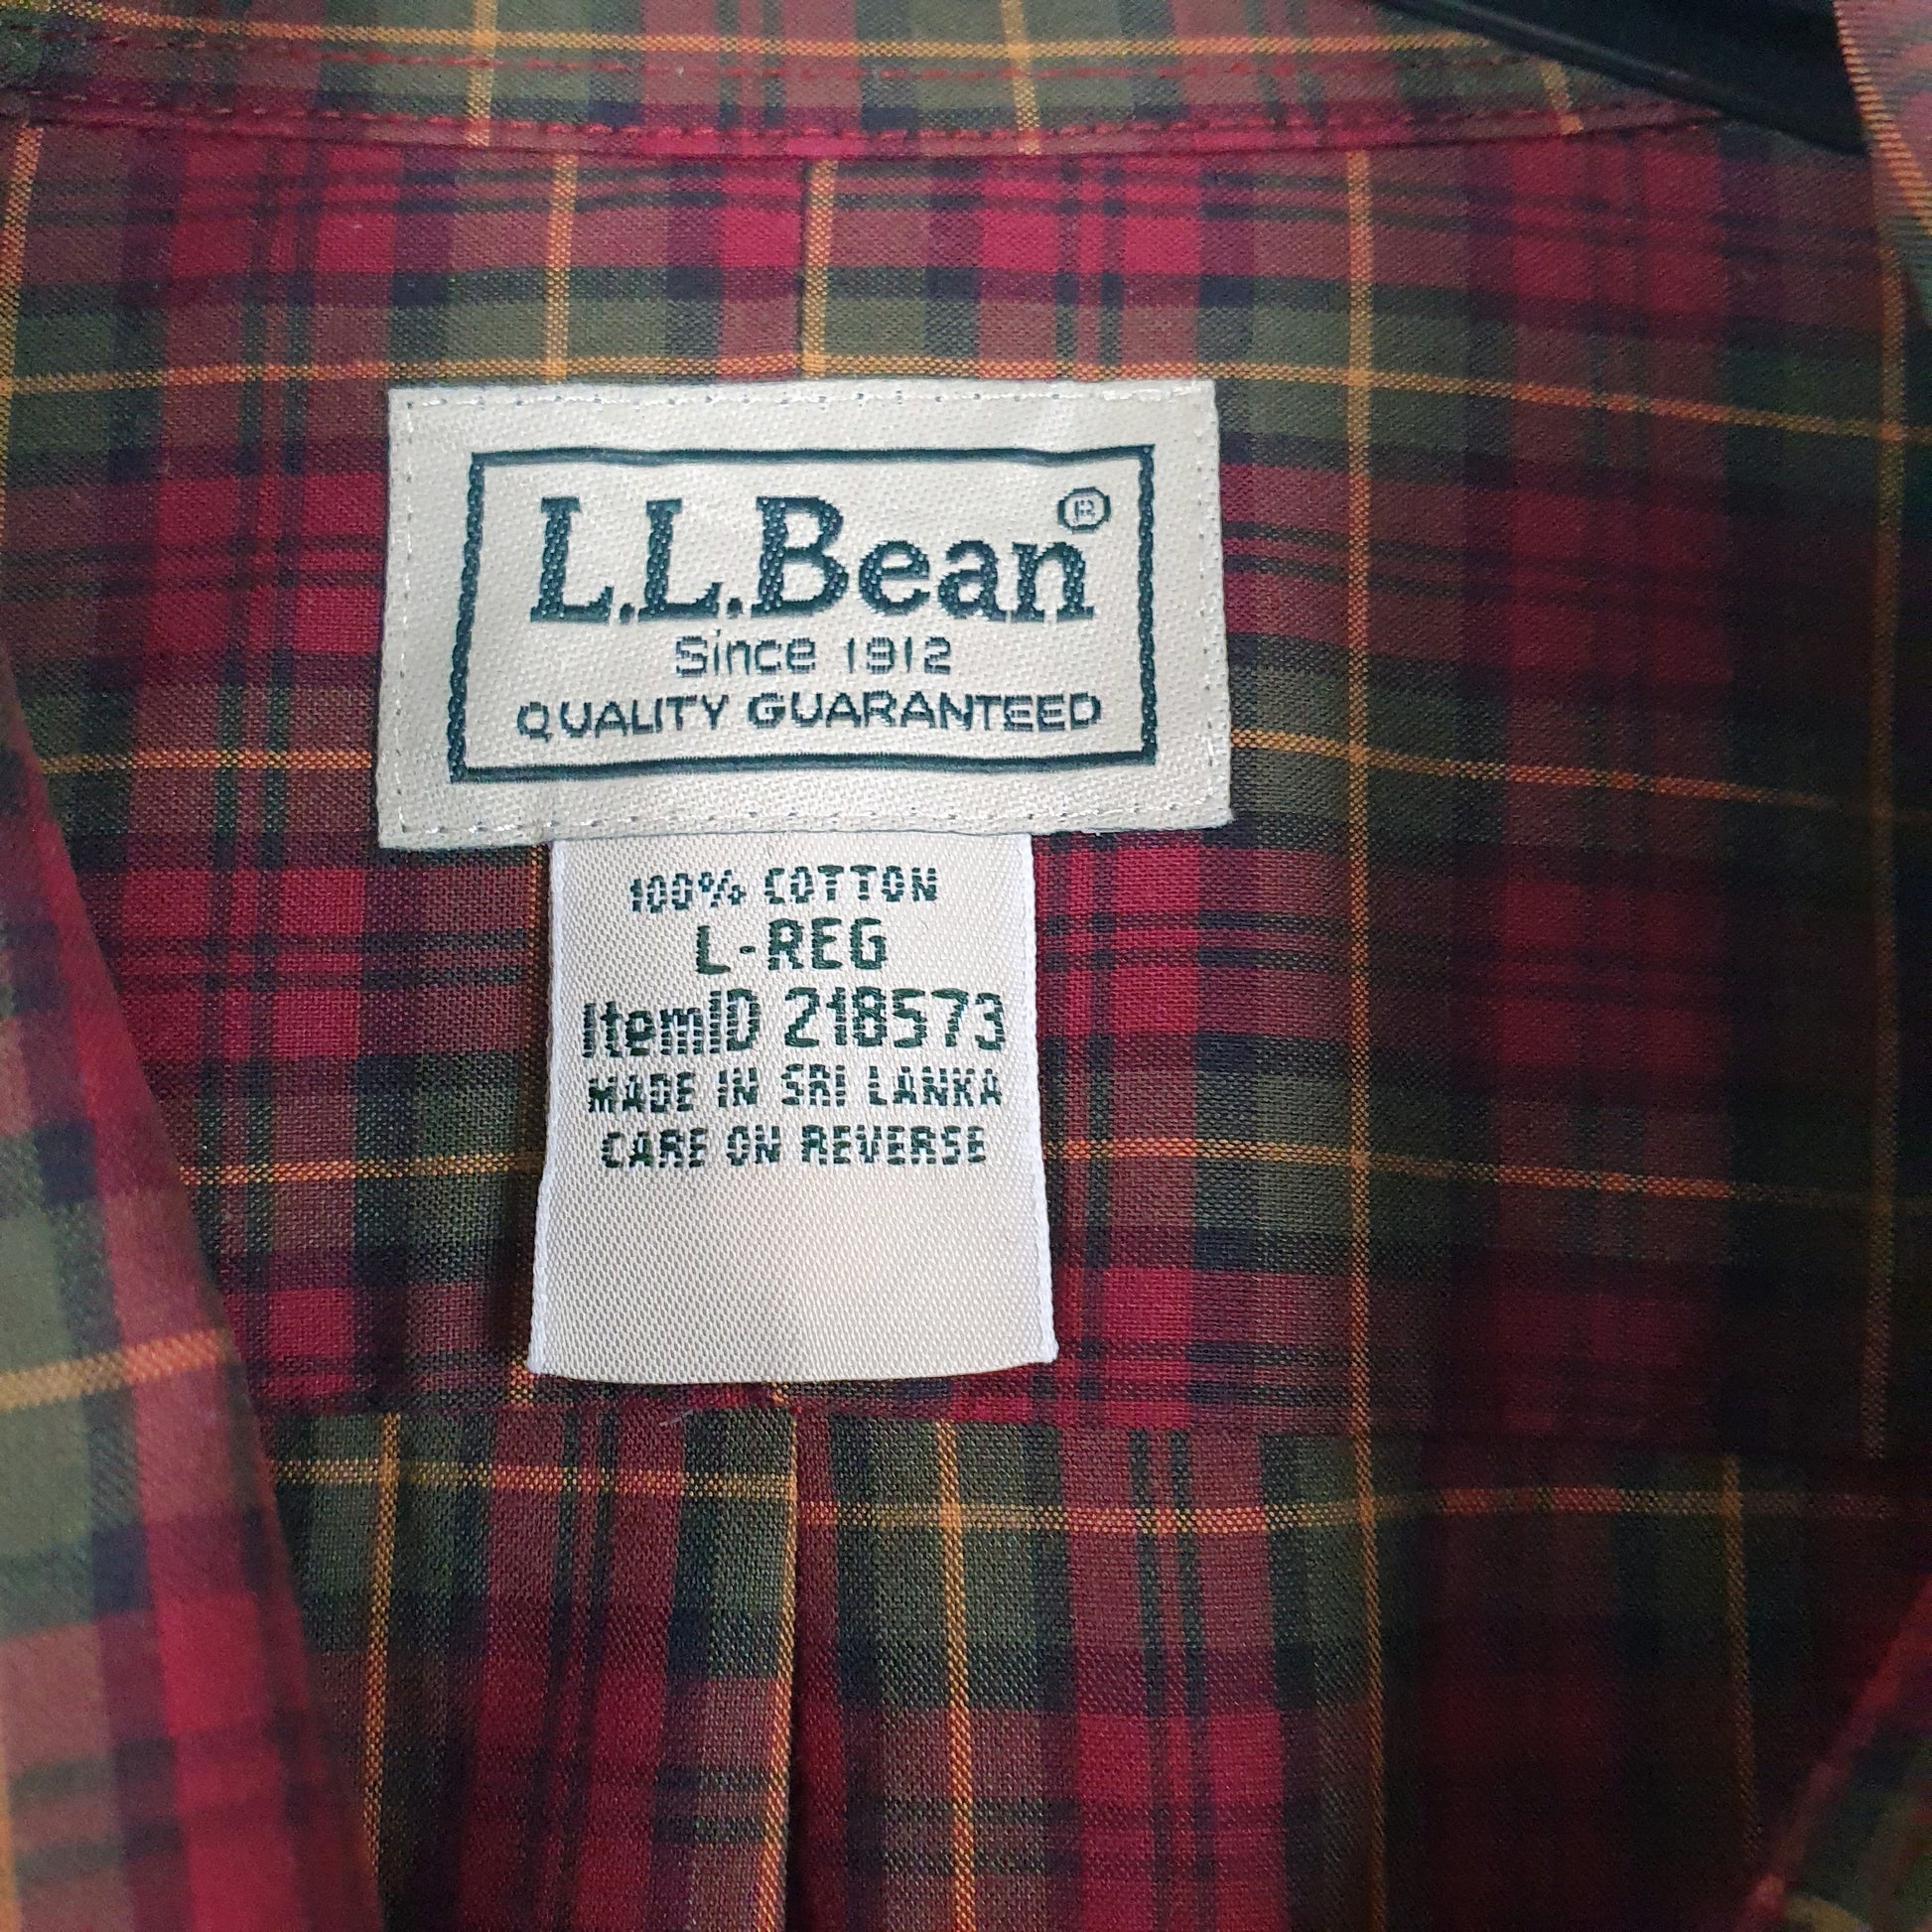 L.L.Bean®
Since 1912
QUALITY GUARANTEED
100% COTTON
L-REG
ItemID 218573
MADE IN SRI LANKA
CARE ON REVERSE